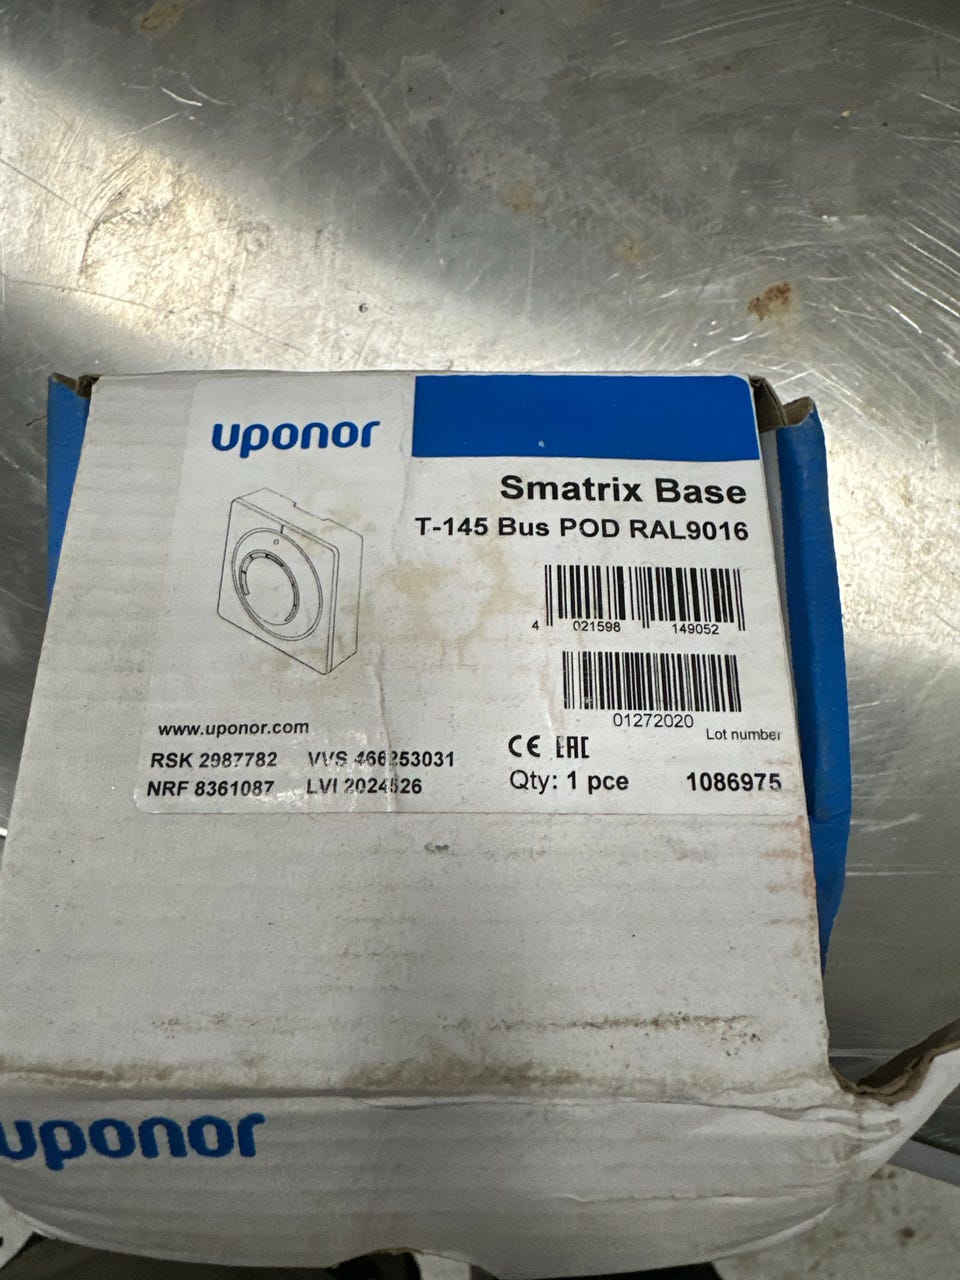 uponor
Smatrix Base
T-145 Bus POD RAL9016
4 021598 149052
01272020
Lot number
www.uponor.com
RSK 2987782 VVS 466253031
NRF 8361087 LVI 2024526
CE EAC
Qty: 1 pce 1086975
uponor